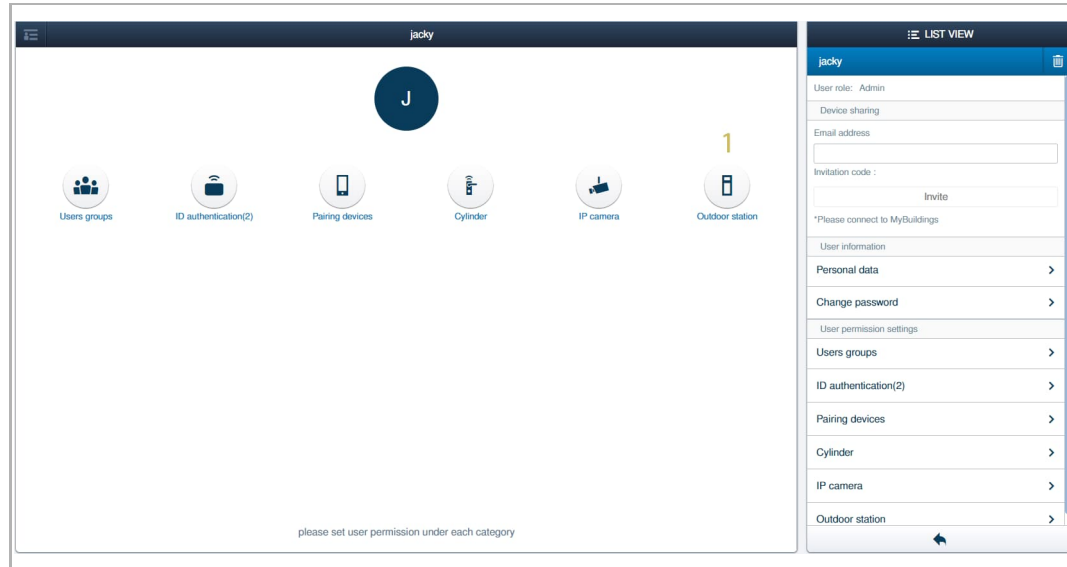 jacky
J
1
Users groups
ID authentication(2)
Pairing devices
Cylinder
IP camera
Outdoor station
please set user permission under each category
LIST VIEW
jacky
User role: Admin
Device sharing
Email address
Invitation code :
Invite
*Please connect to MyBuildings
User information
Personal data
Change password
User permission settings
Users groups
ID authentication(2)
Pairing devices
Cylinder
IP camera
Outdoor station